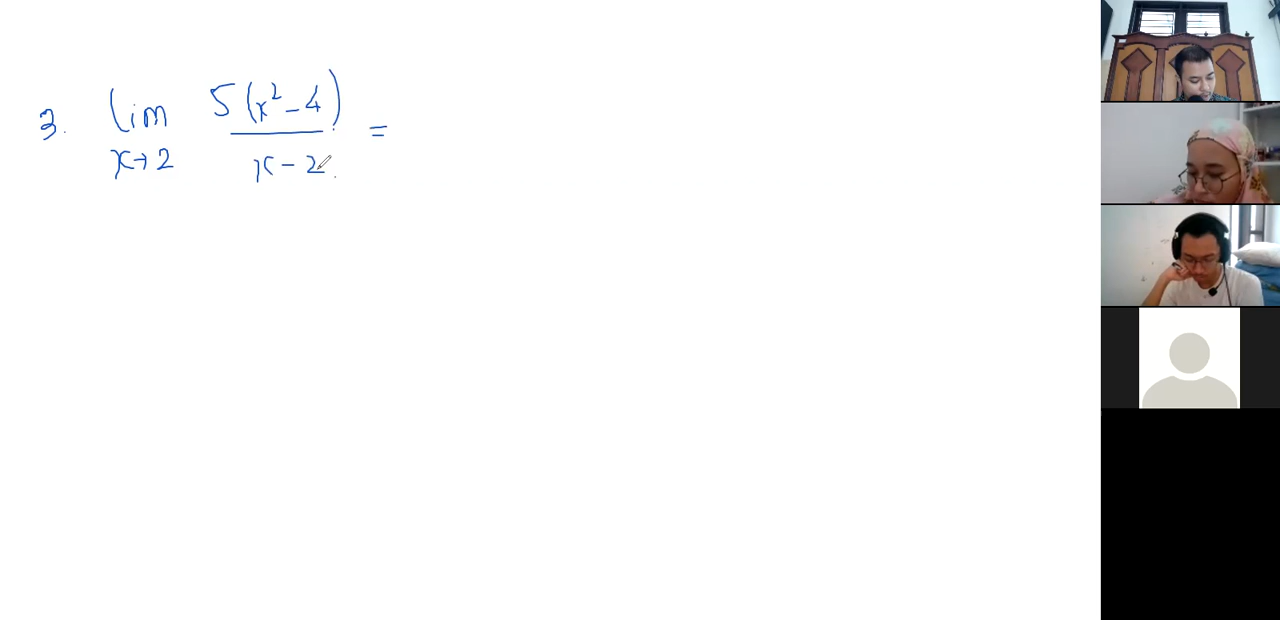 3. lim 5(x²-4) =
x→2 x-2